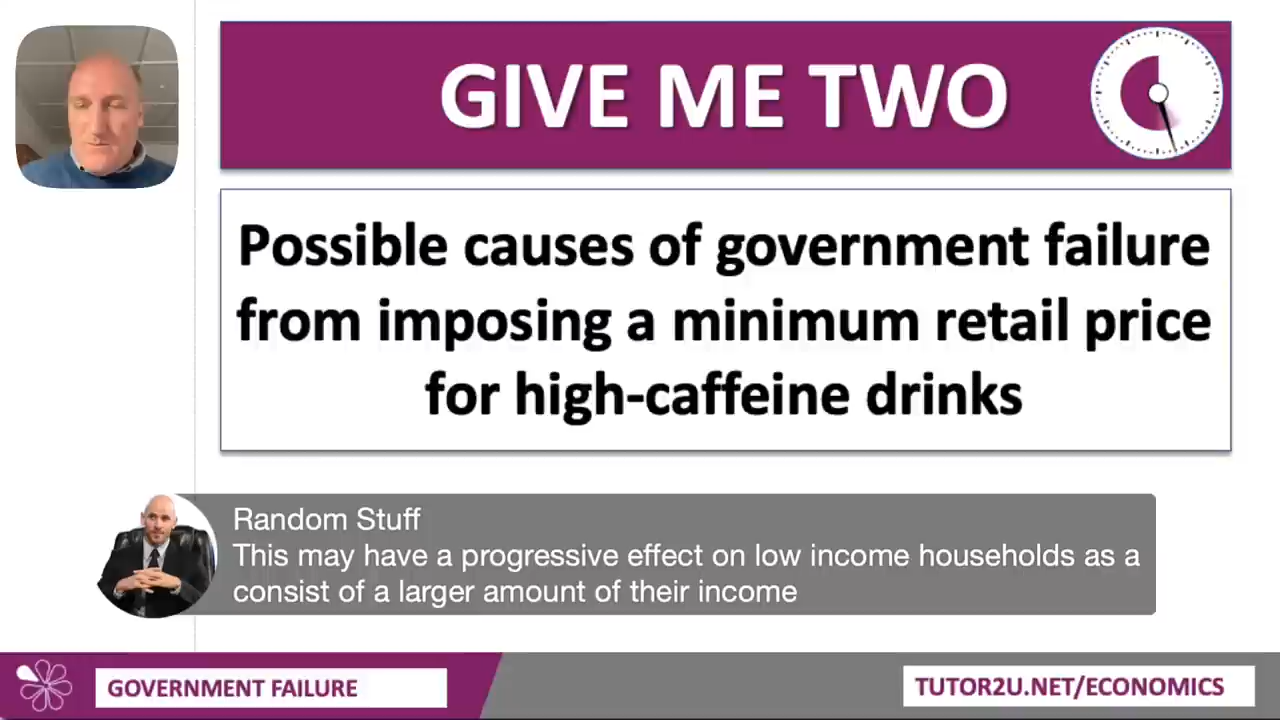 GIVE ME TWO
Possible causes of government failure
from imposing a minimum retail price
for high-caffeine drinks
Random Stuff
This may have a progressive effect on low income households as a
consist of a larger amount of their income
GOVERNMENT FAILURE
TUTOR2U.NET/ECONOMICS